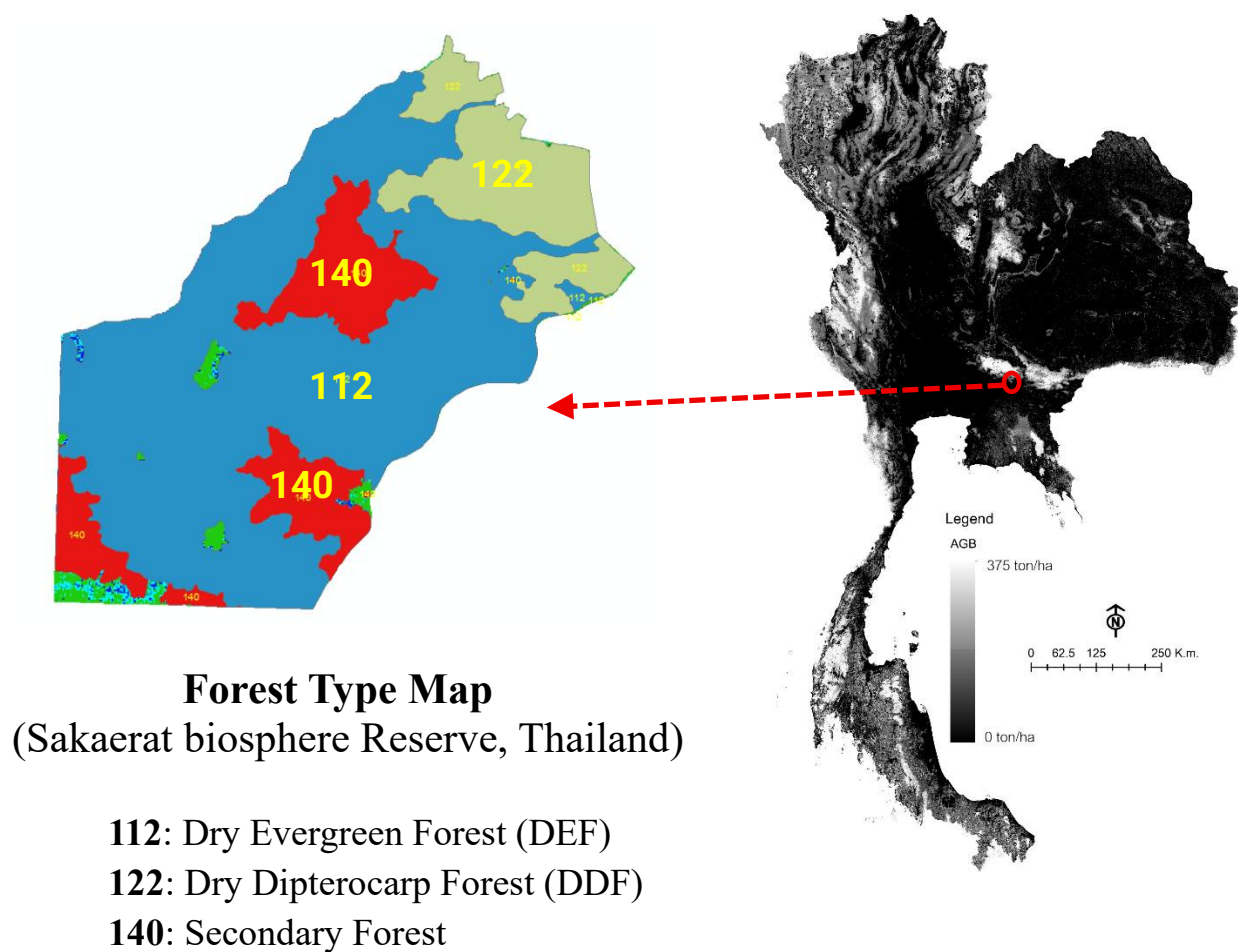 122
122
140
122
140
112
112
112
140
140
140
140
140
Forest Type Map
(Sakaerat biosphere Reserve, Thailand)
112: Dry Evergreen Forest (DEF)
122: Dry Dipterocarp Forest (DDF)
140: Secondary Forest
Legend
AGB
375 ton/ha
0 ton/ha
N
0 62.5 125 250 K.m.